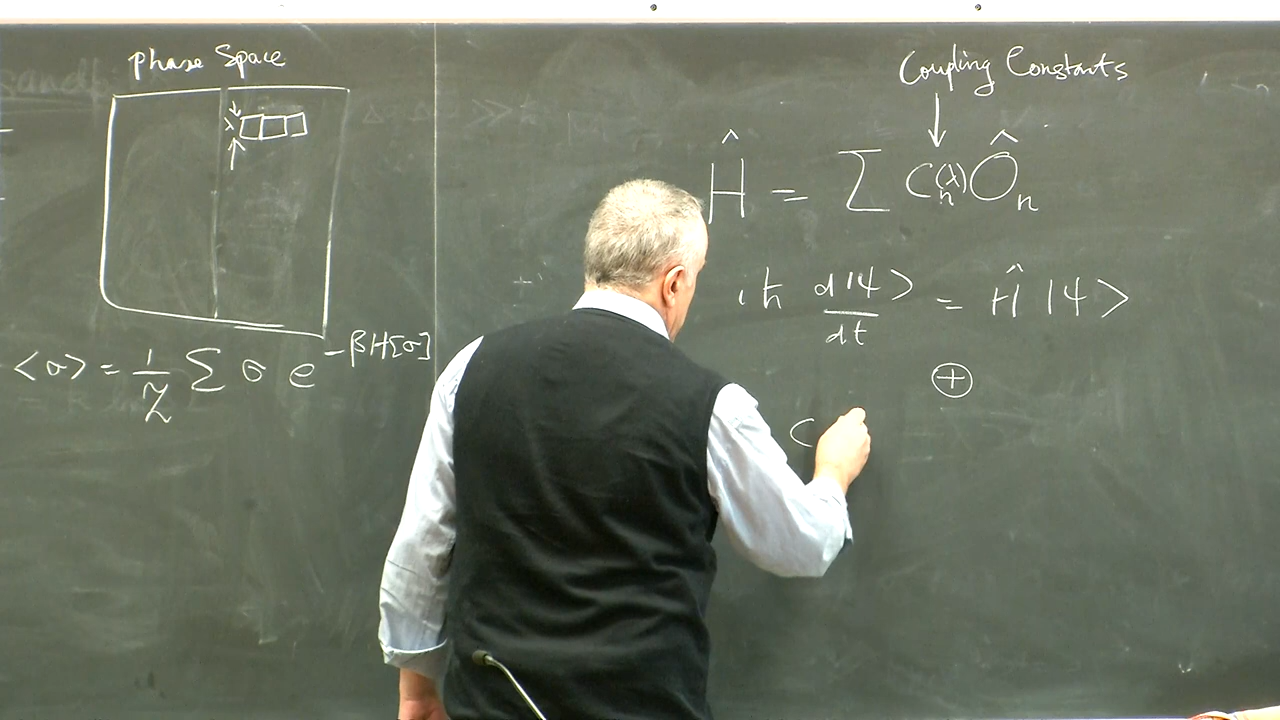 Phase Space
λ
<σ> = 1/Z Σ σ e^{-βH[σ]}
Coupling Constants
Ĥ = Σ C_n(λ) Ô_n
iħ d|ψ>/dt = Ĥ |ψ>
⊕
C